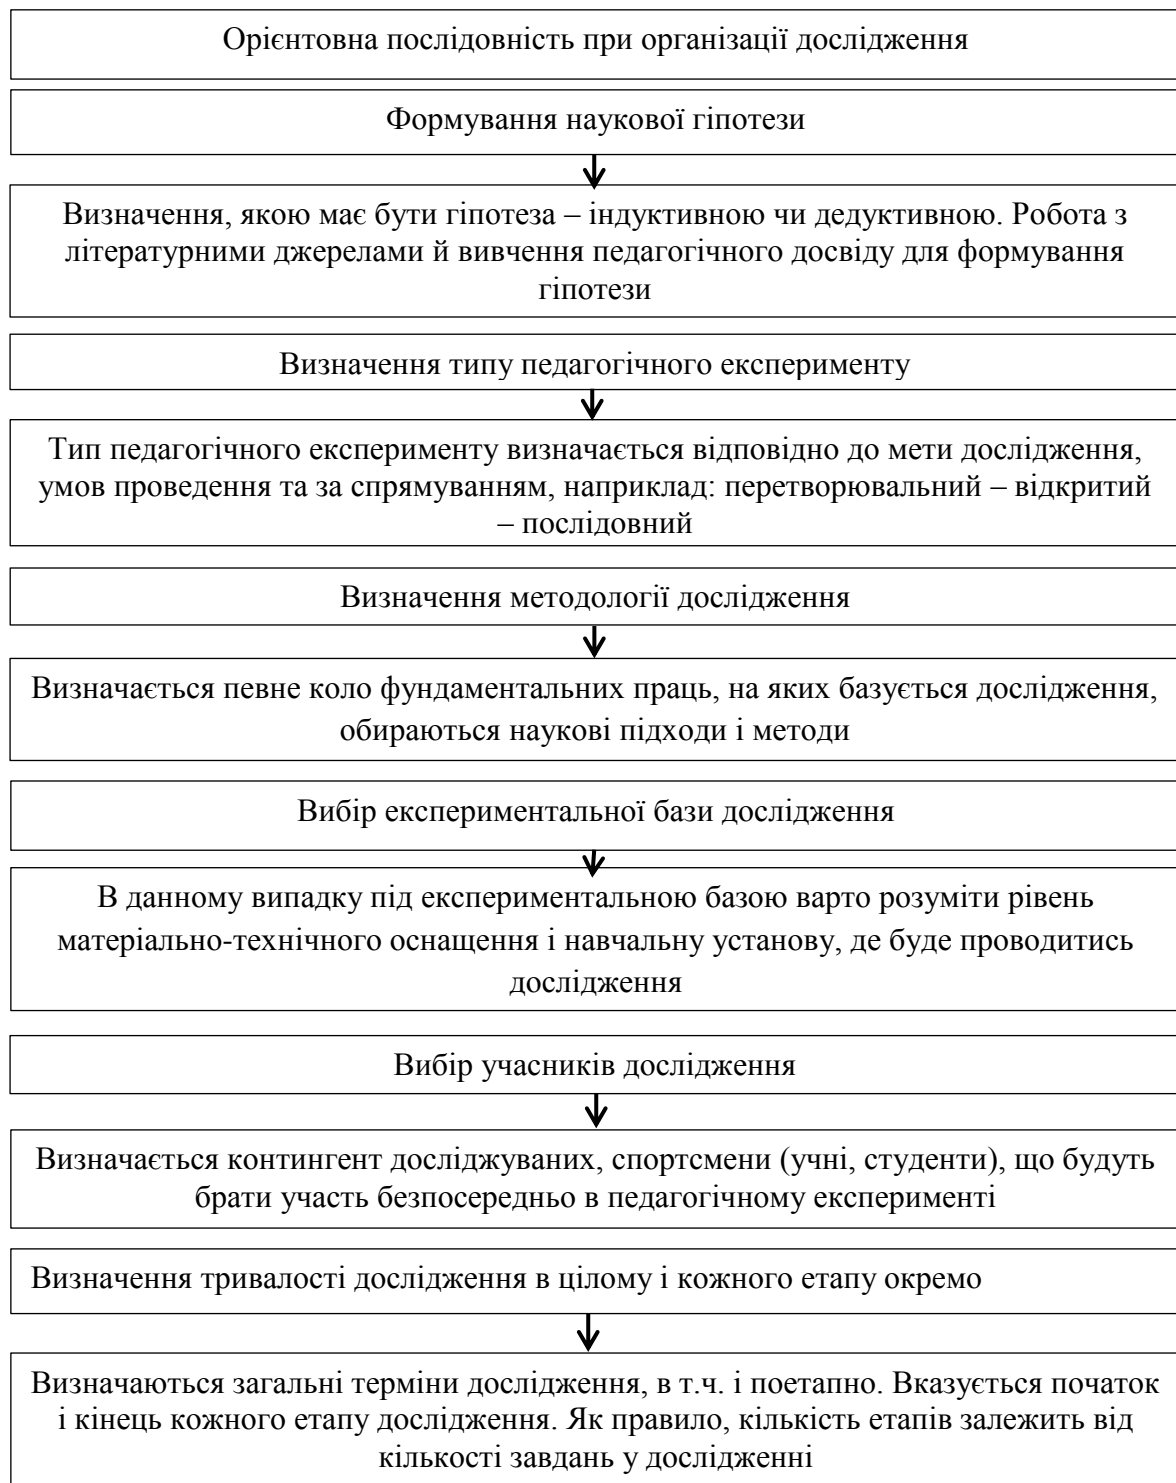 Орієнтовна послідовність при організації дослідження
Формування наукової гіпотези
Визначення, якою має бути гіпотеза – індуктивною чи дедуктивною. Робота з
літературними джерелами й вивчення педагогічного досвіду для формування
гіпотези
Визначення типу педагогічного експерименту
Тип педагогічного експерименту визначається відповідно до мети дослідження,
умов проведення та за спрямуванням, наприклад: перетворювальний – відкритий
– послідовний
Визначення методології дослідження
Визначається певне коло фундаментальних праць, на яких базується дослідження,
обираються наукові підходи і методи
Вибір експериментальної бази дослідження
В данному випадку під експериментальною базою варто розуміти рівень
матеріально-технічного оснащення і навчальну установу, де буде проводитись
дослідження
Вибір учасників дослідження
Визначається контингент досліджуваних, спортсмени (учні, студенти), що будуть
брати участь безпосередньо в педагогічному експерименті
Визначення тривалості дослідження в цілому і кожного етапу окремо
Визначаються загальні терміни дослідження, в т.ч. і поетапно. Вказується початок
і кінець кожного етапу дослідження. Як правило, кількість етапів залежить від
кількості завдань у дослідженні